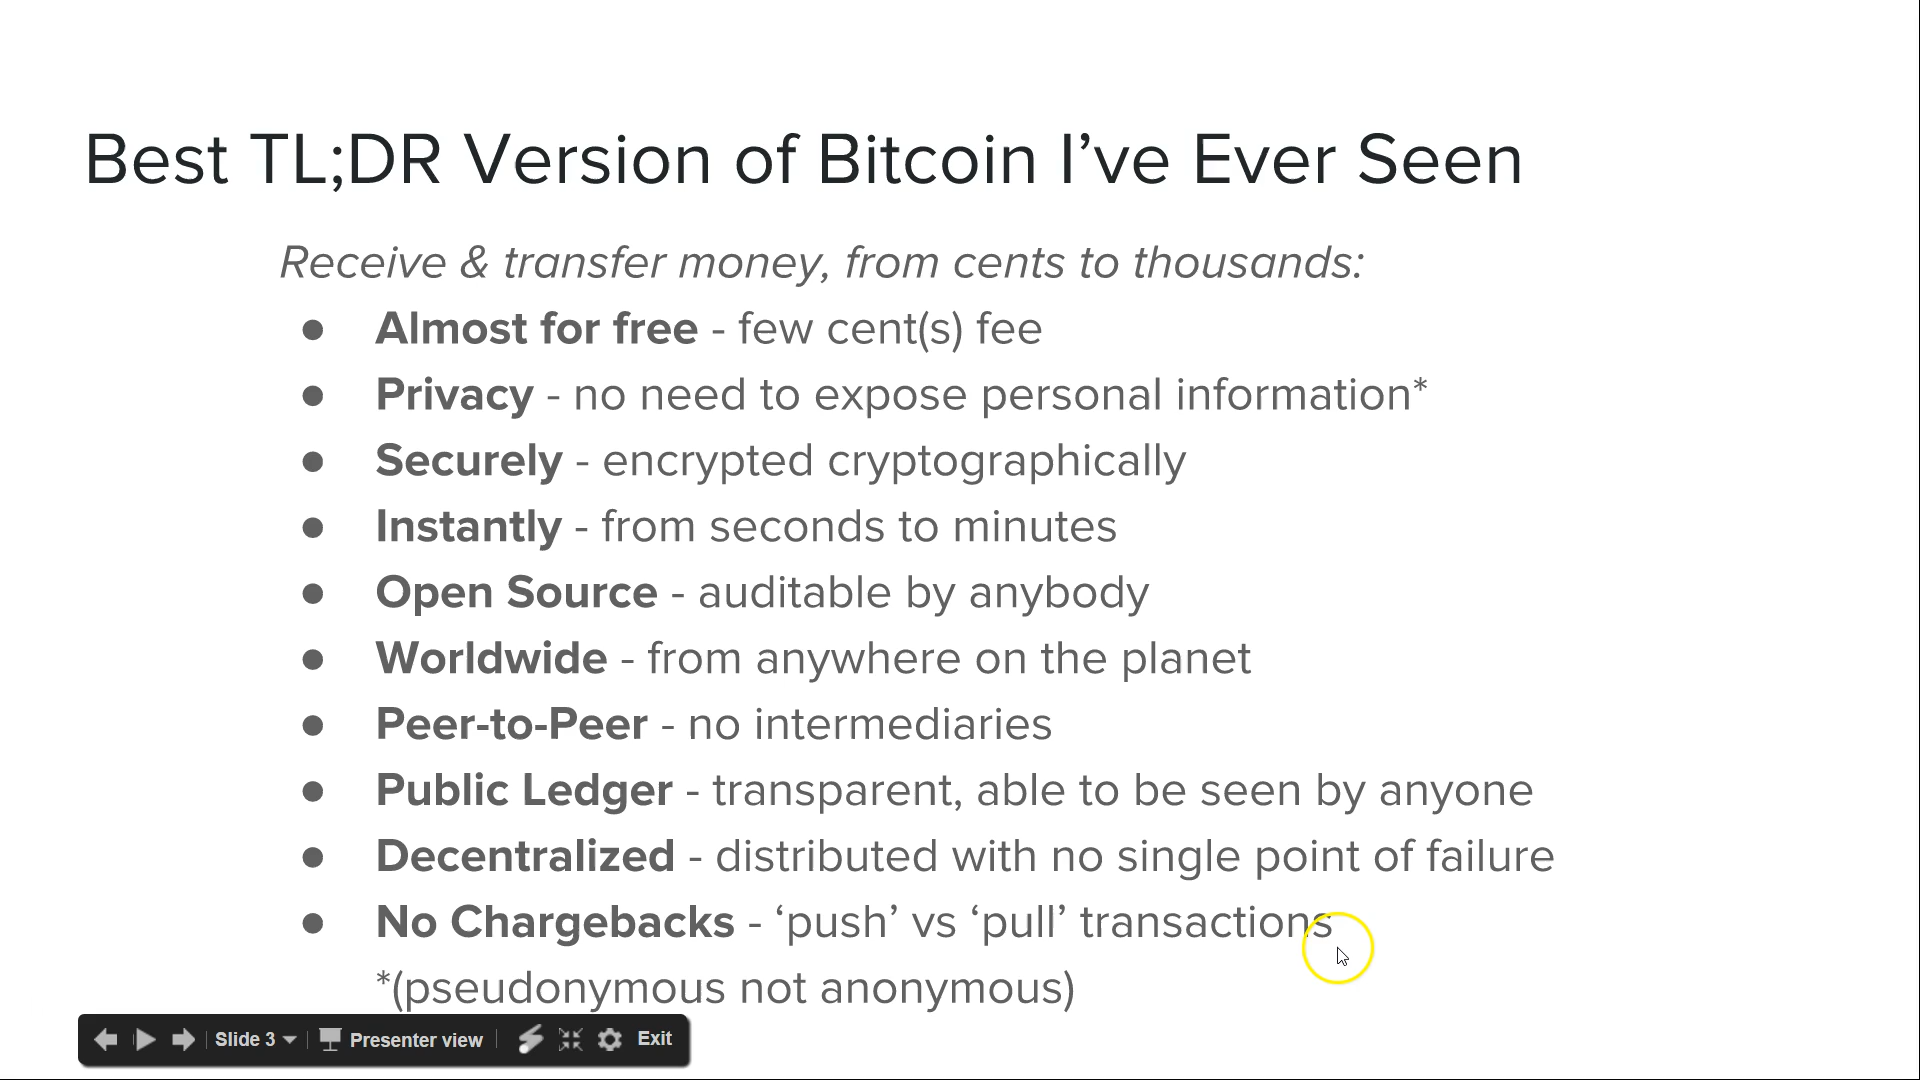 Best TL;DR Version of Bitcoin I’ve Ever Seen
Receive & transfer money, from cents to thousands:
● Almost for free - few cent(s) fee
● Privacy - no need to expose personal information*
● Securely - encrypted cryptographically
● Instantly - from seconds to minutes
● Open Source - auditable by anybody
● Worldwide - from anywhere on the planet
● Peer-to-Peer - no intermediaries
● Public Ledger - transparent, able to be seen by anyone
● Decentralized - distributed with no single point of failure
● No Chargebacks - ‘push’ vs ‘pull’ transactions
*(pseudonymous not anonymous)
Slide 3 Presenter view Exit